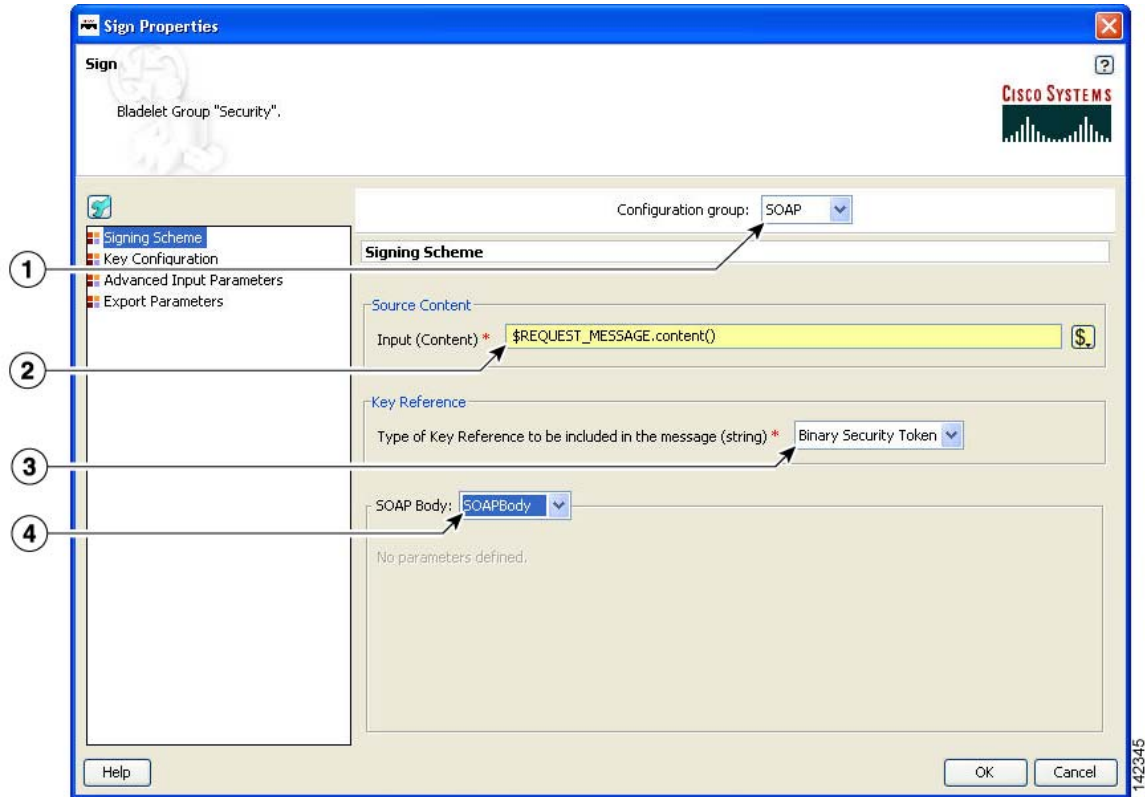 Sign Properties
Sign
?
Bladelet Group "Security".
CISCO SYSTEMS
Configuration group: SOAP
Signing Scheme
Key Configuration
Advanced Input Parameters
Export Parameters
Signing Scheme
1
Source Content
Input (Content) * $REQUEST_MESSAGE.content() $
2
Key Reference
Type of Key Reference to be included in the message (string) * Binary Security Token
3
SOAP Body: SOAPBody
4
No parameters defined.
Help
OK
Cancel
142345